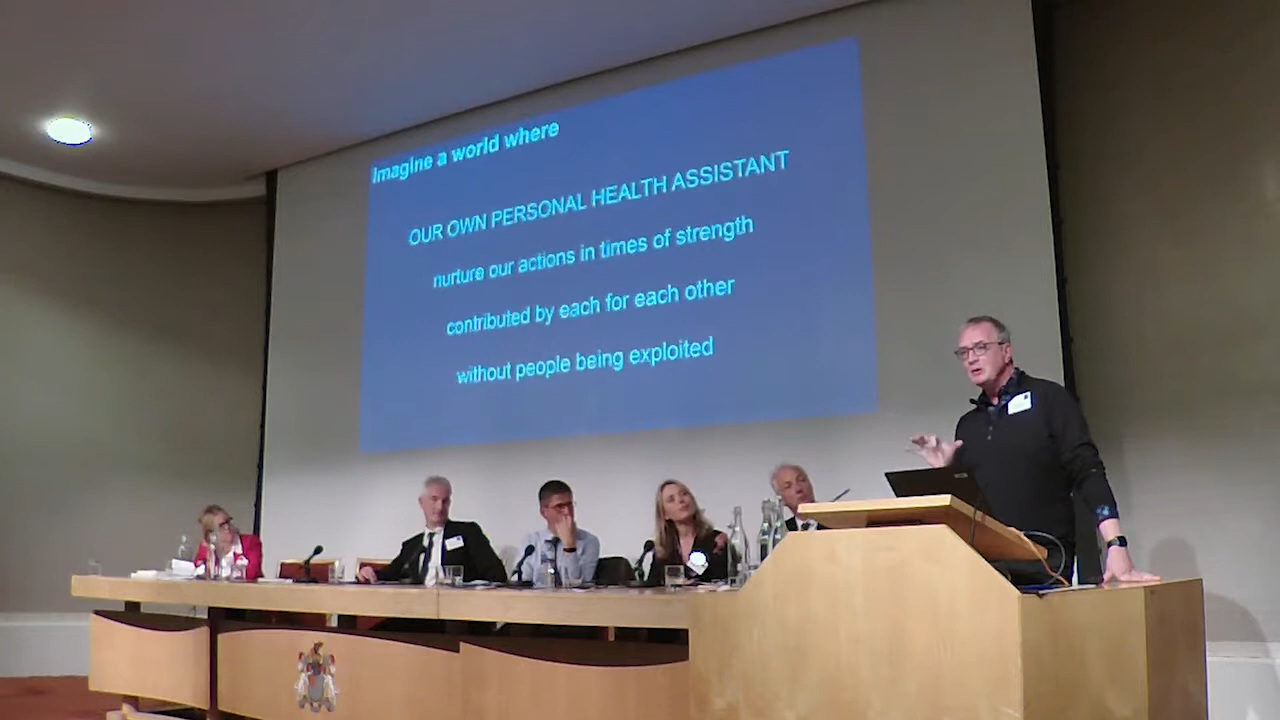 Imagine a world where
OUR OWN PERSONAL HEALTH ASSISTANT
nurture our actions in times of strength
contributed by each for each other
without people being exploited